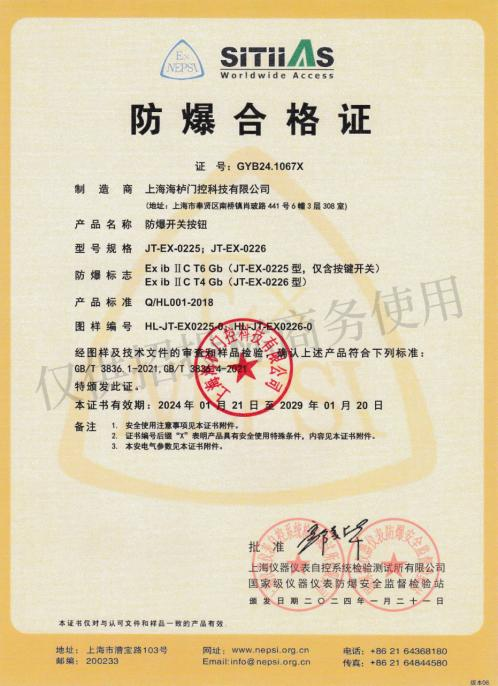 Ex
NEPSI
SITIIAS
Worldwide Access
防爆合格证
证 号: GYB24.1067X
制造商 上海海栌门控科技有限公司
(地址: 上海市奉贤区南桥镇肖玻路 441 号 6 幢 3 层 308 室)
产品名称 防爆开关按钮
型号规格 JT-EX-0225; JT-EX-0226
防爆标志 Ex ib ⅡC T6 Gb (JT-EX-0225 型, 仅含按键开关)
Ex ib ⅡC T4 Gb (JT-EX-0226 型)
产品标准 Q/HL001-2018
图样编号 HL-JT-EX0225-0; HL-JT-EX0226-0
经图样及技术文件的审查和样品检验, 确认上述产品符合下列标准:
GB/T 3836.1-2021, GB/T 3836.4-2021
特颁发此证。
本证书有效期: 2024 年 01 月 21 日至 2029 年 01 月 20 日
备注 1. 安全使用注意事项见本证书附件。
2. 证书编号后缀“X”表明产品具有安全使用特殊条件, 内容见本证书附件。
3. 本安电气参数见本证书附件。
批准
上海仪器仪表自控系统检验测试所有限公司
国家级仪器仪表防爆安全监督检验站
颁发日期二〇二四年一月二十一日
本证书仅对与认可文件和样品一致的产品有效
地址: 上海市漕宝路103号 网址: www.nepsi.org.cn 电话: +86 21 64368180
邮编: 200233 Email: info@nepsi.org.cn 传真: +86 21 64844580
版本06